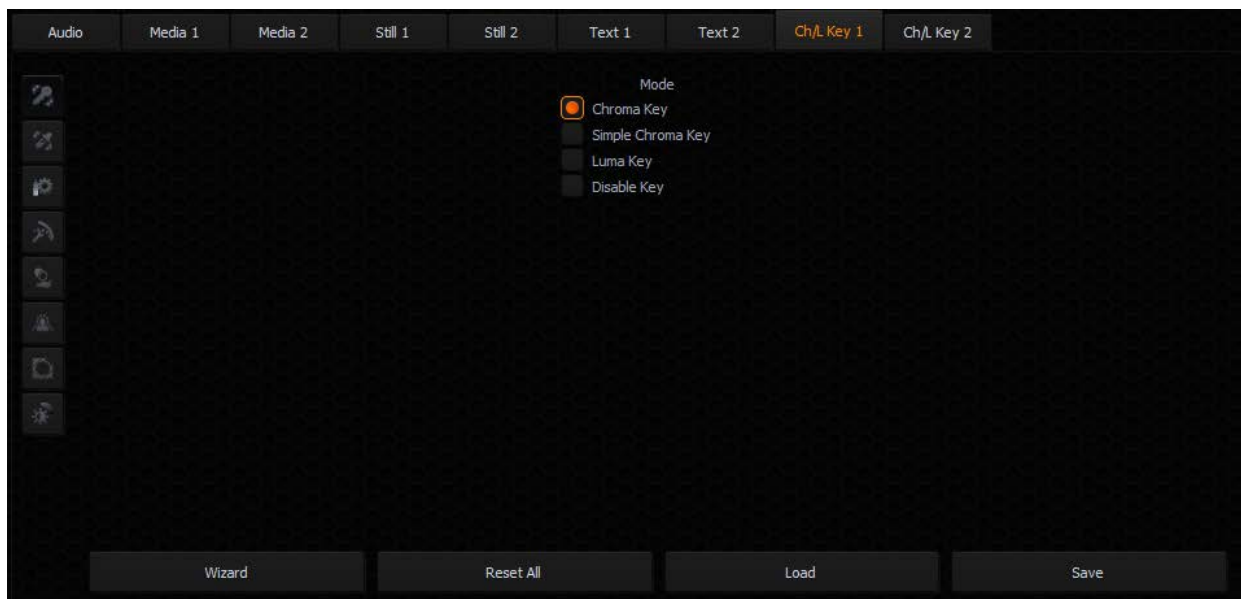 Audio Media 1 Media 2 Still 1 Still 2 Text 1 Text 2 Ch/L Key 1 Ch/L Key 2
Mode
Chroma Key
Simple Chroma Key
Luma Key
Disable Key
Wizard Reset All Load Save